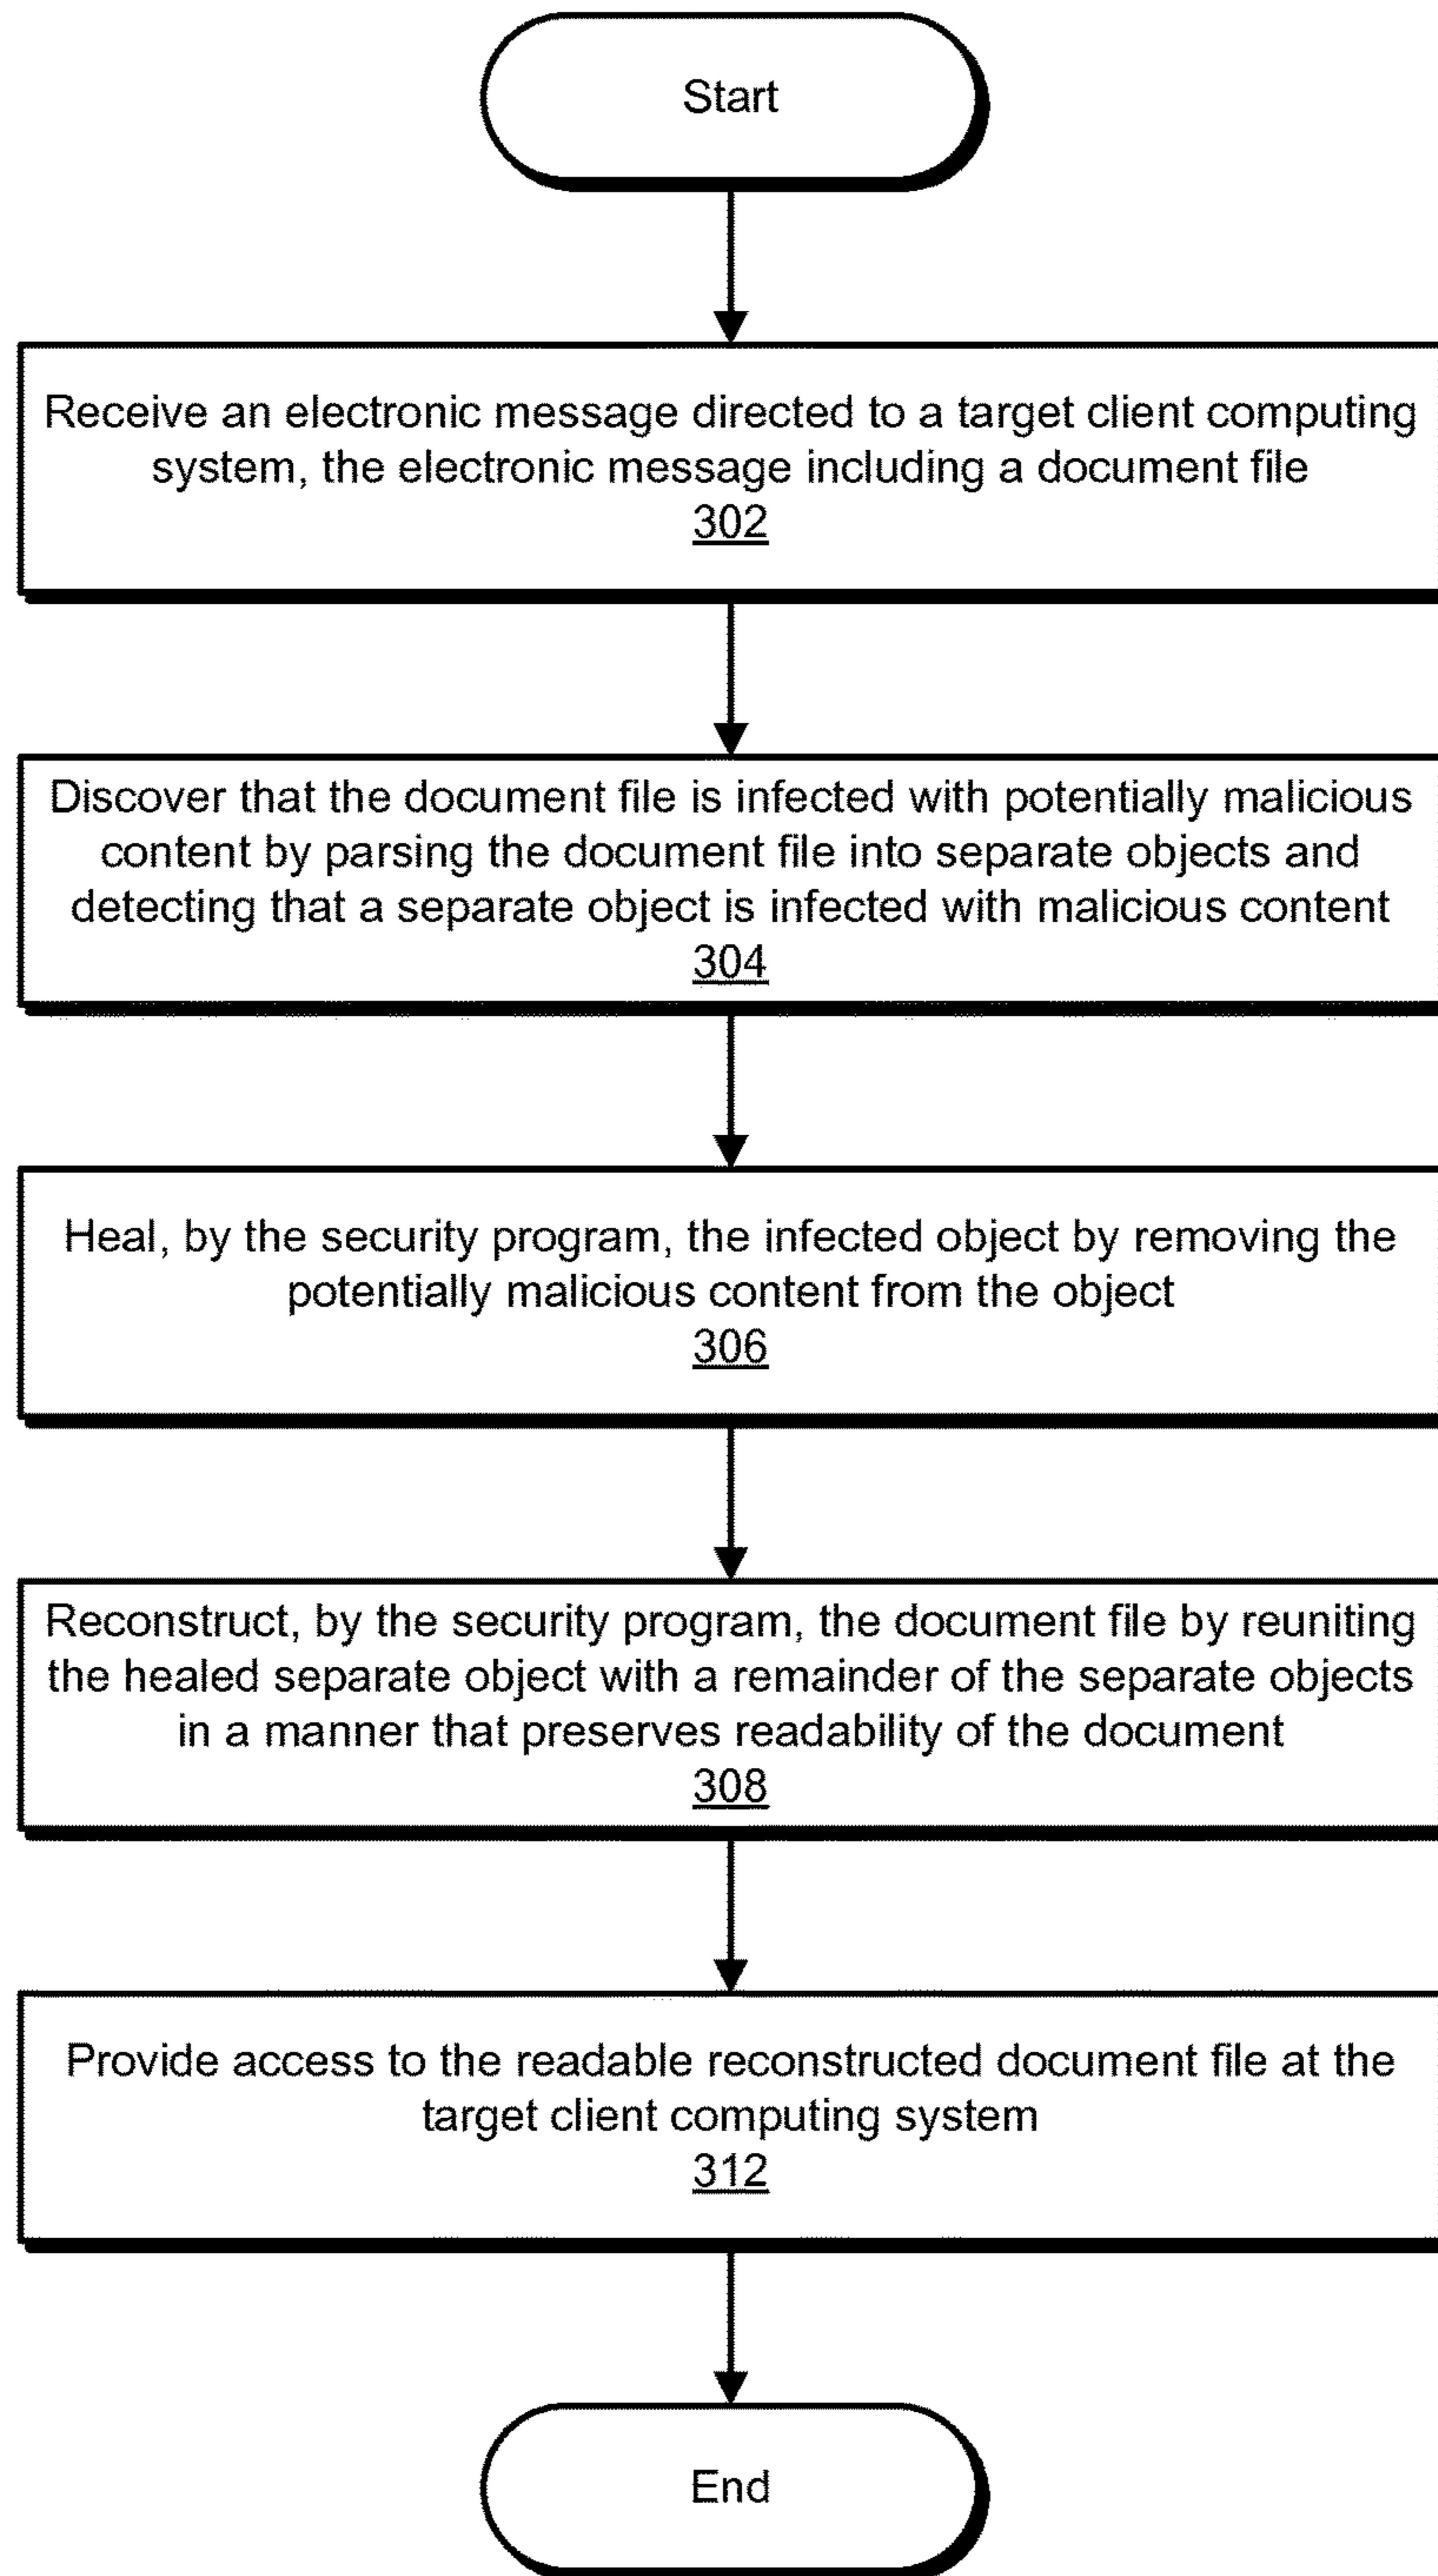 Start
Receive an electronic message directed to a target client computing
system, the electronic message including a document file
302
Discover that the document file is infected with potentially malicious
content by parsing the document file into separate objects and
detecting that a separate object is infected with malicious content
304
Heal, by the security program, the infected object by removing the
potentially malicious content from the object
306
Reconstruct, by the security program, the document file by reuniting
the healed separate object with a remainder of the separate objects
in a manner that preserves readability of the document
308
Provide access to the readable reconstructed document file at the
target client computing system
312
End